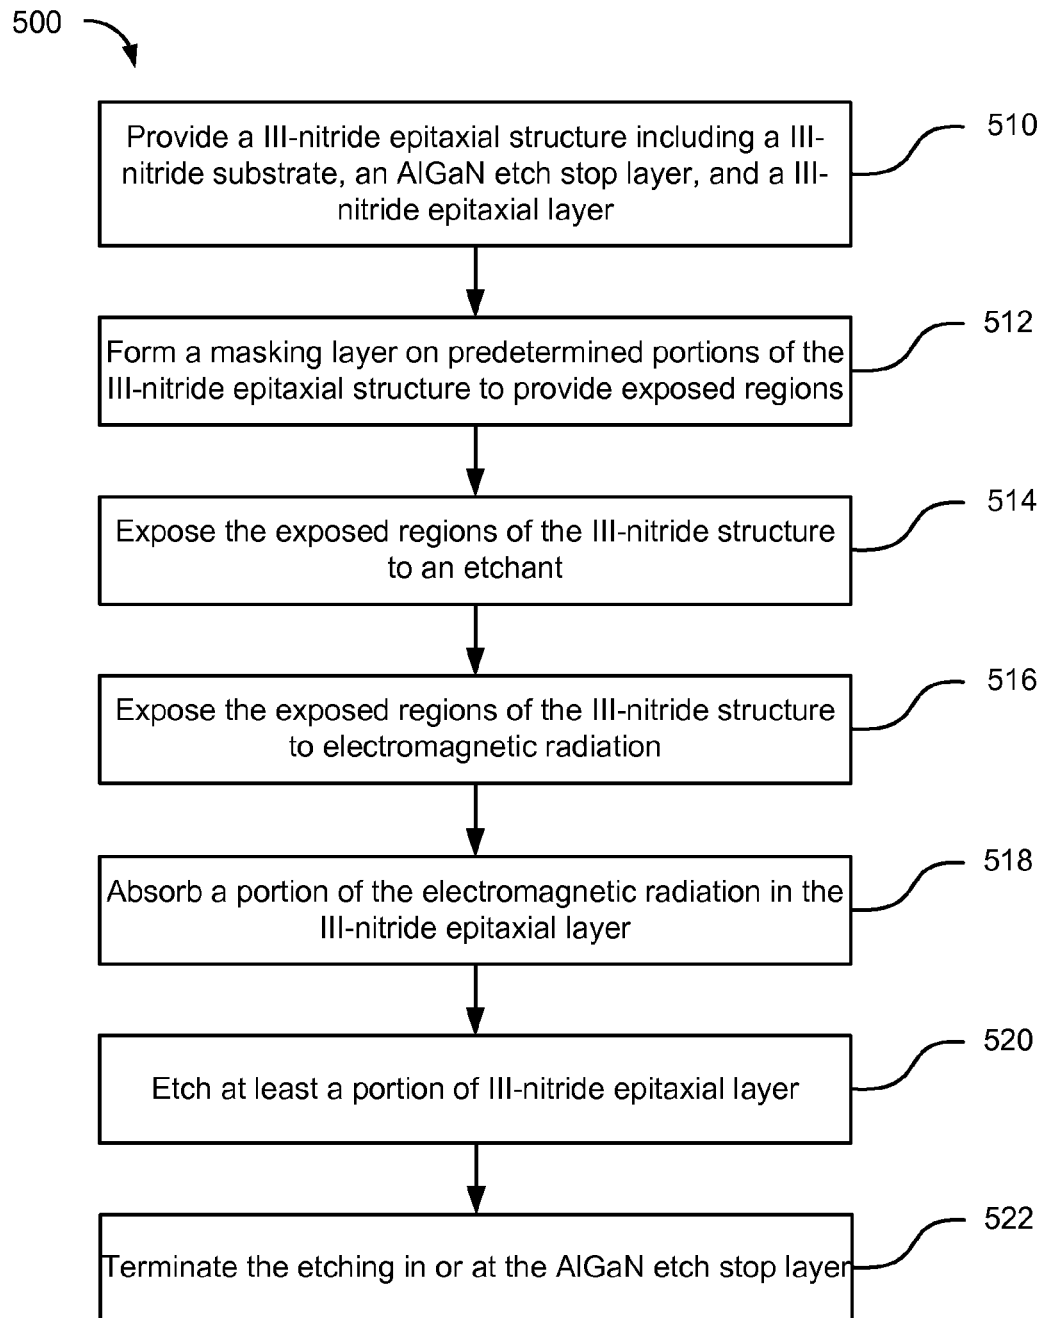 500
Provide a III-nitride epitaxial structure including a III-
nitride substrate, an AlGaN etch stop layer, and a III-
nitride epitaxial layer
510
Form a masking layer on predetermined portions of the
III-nitride epitaxial structure to provide exposed regions
512
Expose the exposed regions of the III-nitride structure
to an etchant
514
Expose the exposed regions of the III-nitride structure
to electromagnetic radiation
516
Absorb a portion of the electromagnetic radiation in the
III-nitride epitaxial layer
518
Etch at least a portion of III-nitride epitaxial layer
520
Terminate the etching in or at the AlGaN etch stop layer
522